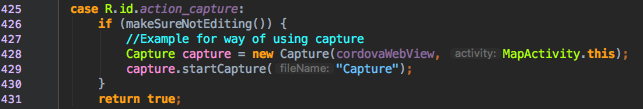 425 case R.id.action_capture:
426 if (makeSureNotEditing()) {
427 //Example for way of using capture
428 Capture capture = new Capture(cordovaWebView, activity: MapActivity.this);
429 capture.startCapture( fileName: "Capture");
430 }
431 return true;